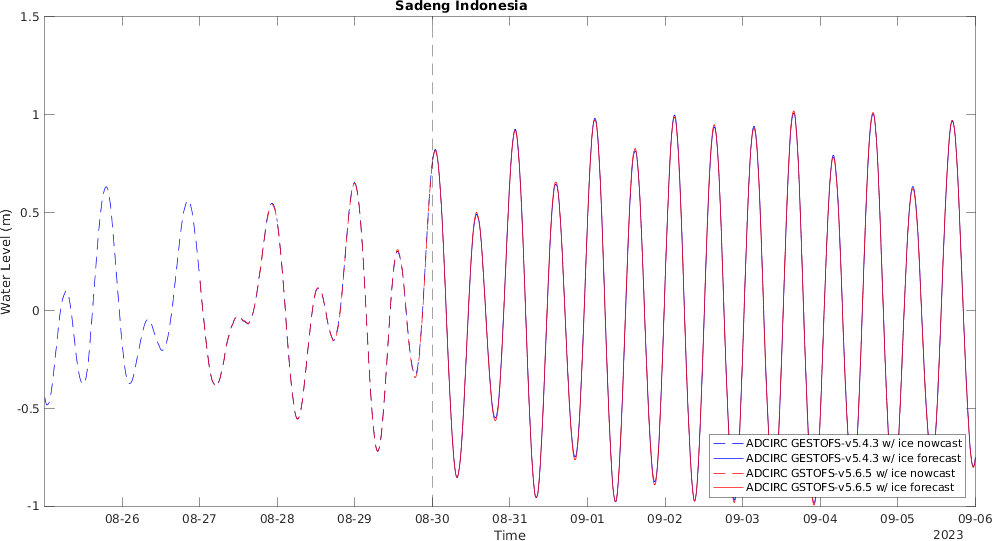 Sadeng Indonesia
1.5
1
0.5
0
-0.5
-1
Water Level (m)
08-26
08-27
08-28
08-29
08-30
08-31
09-01
09-02
09-03
09-04
09-05
09-06
Time
2023
ADCIRC GESTOFS-v5.4.3 w/ ice nowcast
ADCIRC GESTOFS-v5.4.3 w/ ice forecast
ADCIRC GSTOFS-v5.6.5 w/ ice nowcast
ADCIRC GSTOFS-v5.6.5 w/ ice forecast